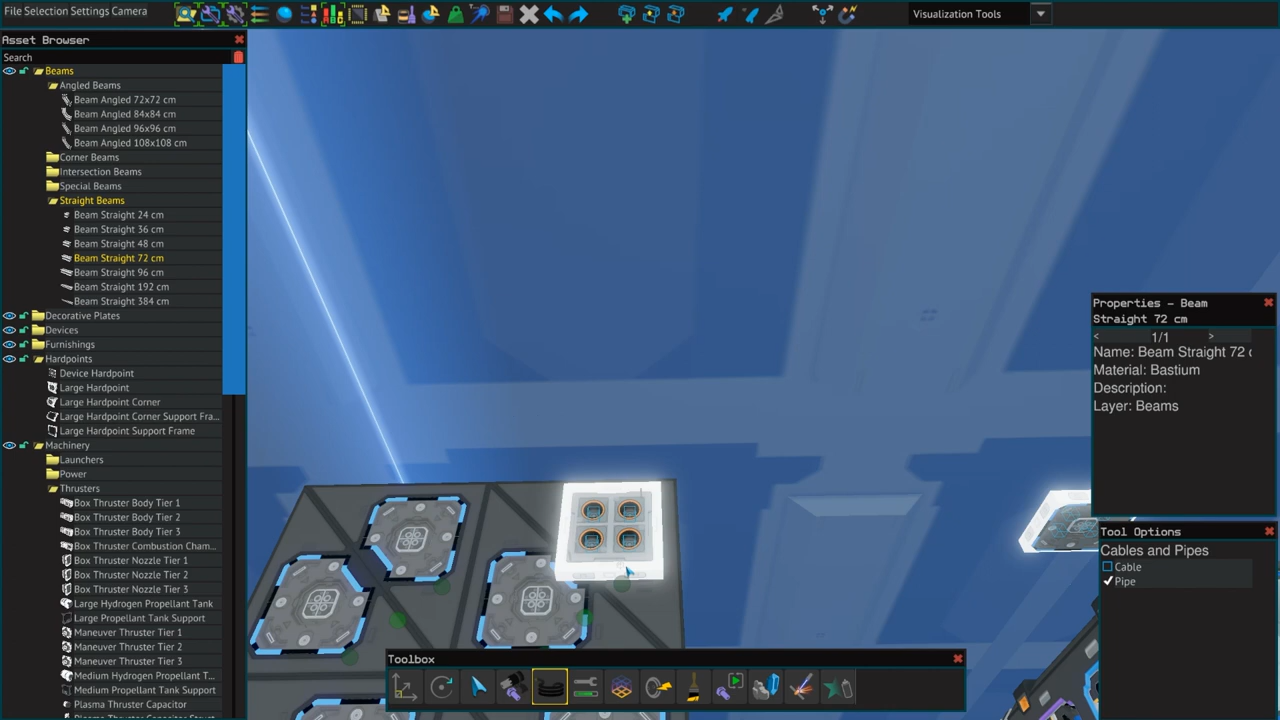 File Selection Settings Camera
Visualization Tools
Asset Browser
Search
Beams
Angled Beams
Beam Angled 72x72 cm
Beam Angled 84x84 cm
Beam Angled 96x96 cm
Beam Angled 108x108 cm
Corner Beams
Intersection Beams
Special Beams
Straight Beams
Beam Straight 24 cm
Beam Straight 36 cm
Beam Straight 48 cm
Beam Straight 72 cm
Beam Straight 96 cm
Beam Straight 192 cm
Beam Straight 384 cm
Decorative Plates
Devices
Furnishings
Hardpoints
Device Hardpoint
Large Hardpoint
Large Hardpoint Corner
Large Hardpoint Corner Support Fra...
Large Hardpoint Support Frame
Machinery
Launchers
Power
Thrusters
Box Thruster Body Tier 1
Box Thruster Body Tier 2
Box Thruster Body Tier 3
Box Thruster Combustion Cham...
Box Thruster Nozzle Tier 1
Box Thruster Nozzle Tier 2
Box Thruster Nozzle Tier 3
Large Hydrogen Propellant Tank
Large Propellant Tank Support
Maneuver Thruster Tier 1
Maneuver Thruster Tier 2
Maneuver Thruster Tier 3
Medium Hydrogen Propellant T...
Medium Propellant Tank Support
Plasma Thruster Capacitor
Properties - Beam
Straight 72 cm
< 1/1 >
Name: Beam Straight 72 c
Material: Bastium
Description:
Layer: Beams
Tool Options
Cables and Pipes
Cable
Pipe
Toolbox